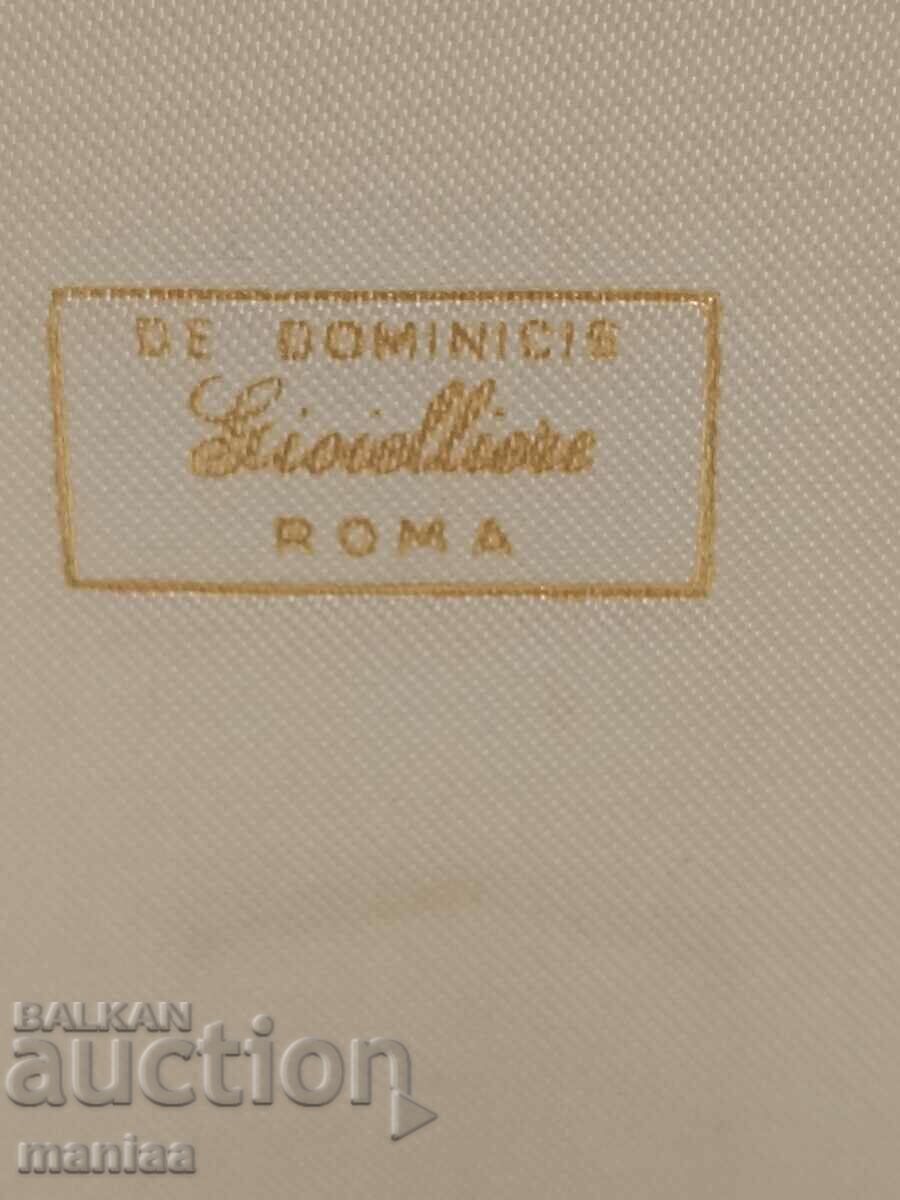 DE DOMINICIS
Gioielliere
ROMA
BALKAN
auction
maniaa